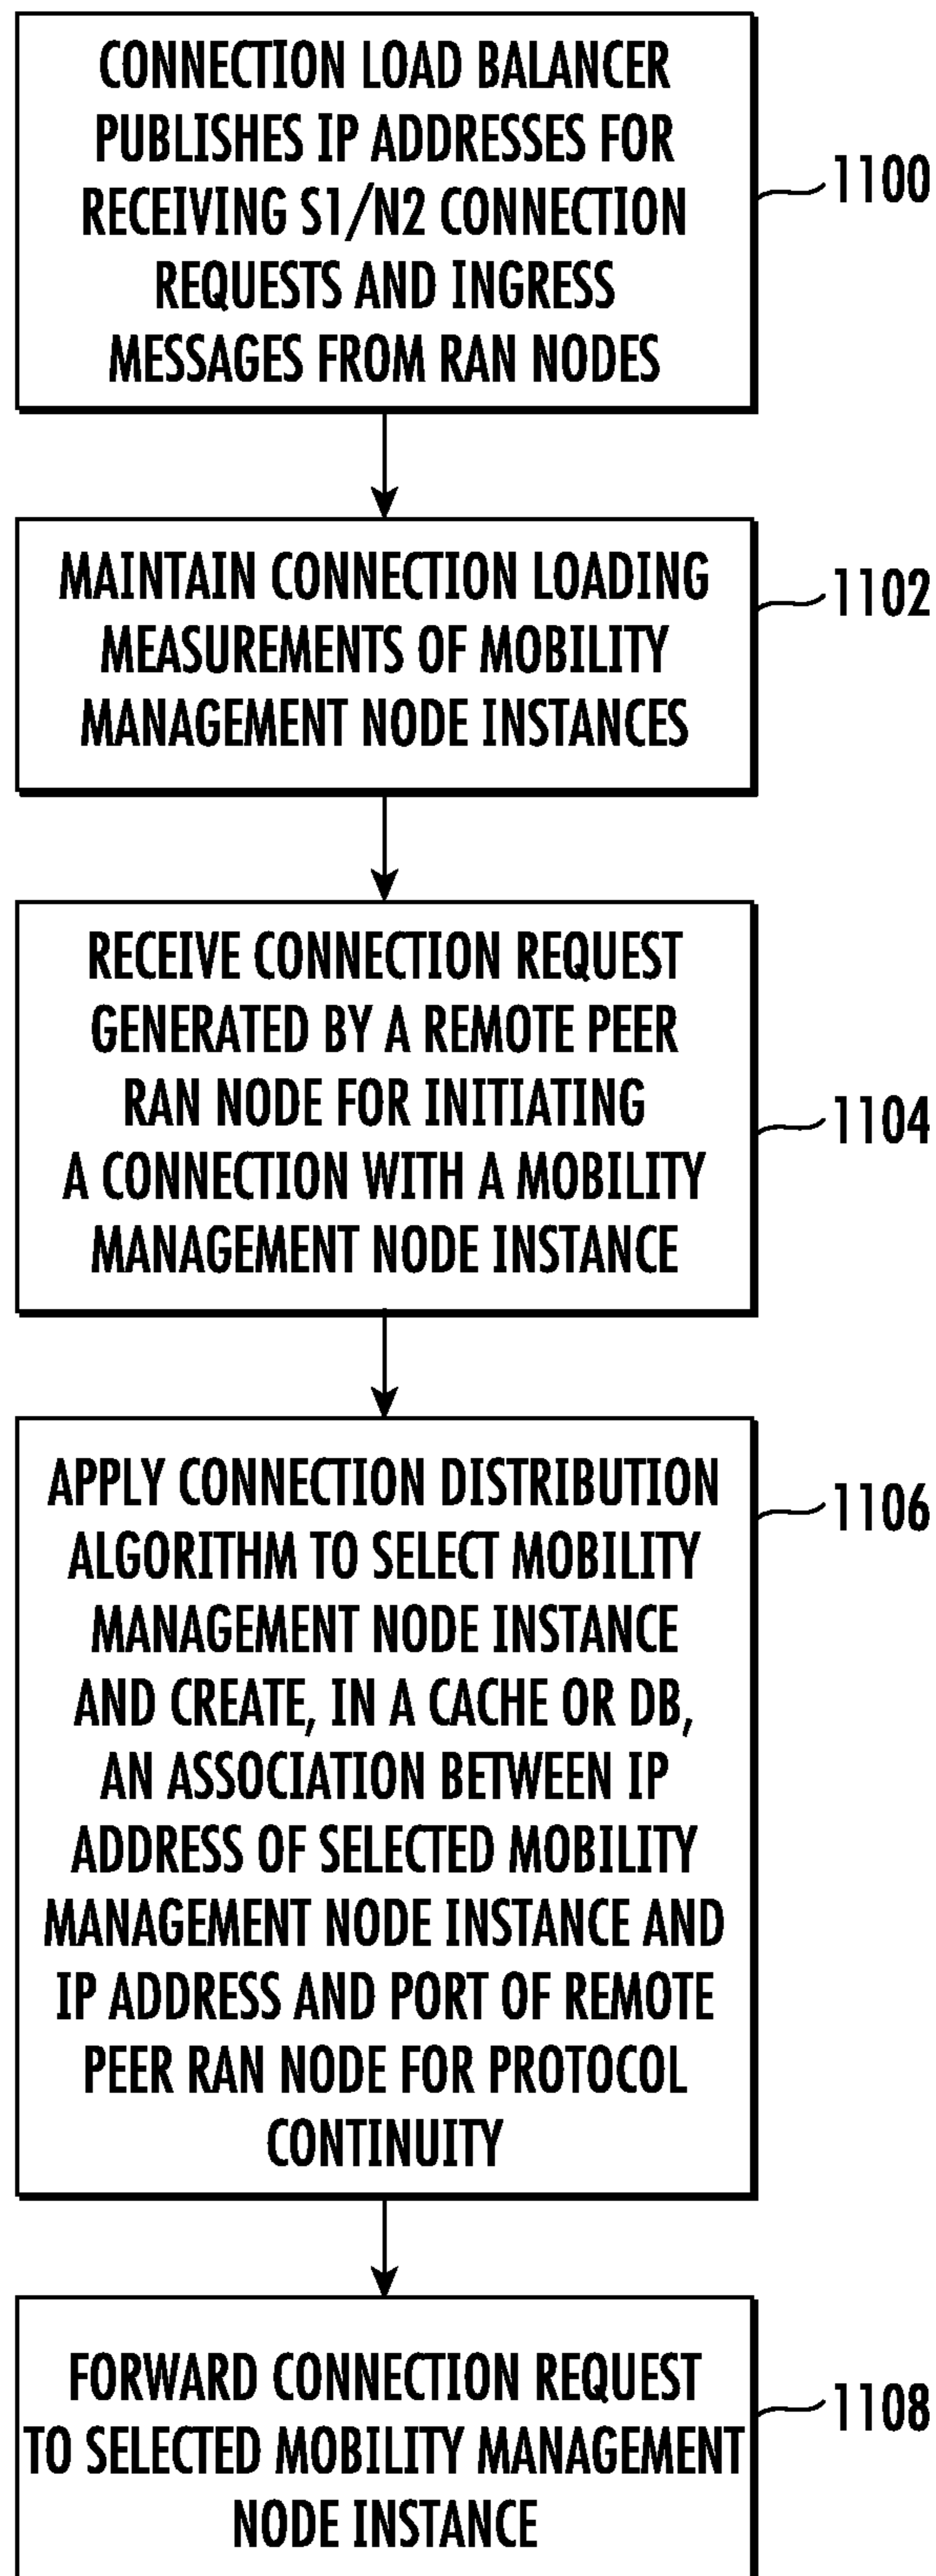 CONNECTION LOAD BALANCER
PUBLISHES IP ADDRESSES FOR
RECEIVING S1/N2 CONNECTION
REQUESTS AND INGRESS
MESSAGES FROM RAN NODES
1100
MAINTAIN CONNECTION LOADING
MEASUREMENTS OF MOBILITY
MANAGEMENT NODE INSTANCES
1102
RECEIVE CONNECTION REQUEST
GENERATED BY A REMOTE PEER
RAN NODE FOR INITIATING
A CONNECTION WITH A MOBILITY
MANAGEMENT NODE INSTANCE
1104
APPLY CONNECTION DISTRIBUTION
ALGORITHM TO SELECT MOBILITY
MANAGEMENT NODE INSTANCE
AND CREATE, IN A CACHE OR DB,
AN ASSOCIATION BETWEEN IP
ADDRESS OF SELECTED MOBILITY
MANAGEMENT NODE INSTANCE AND
IP ADDRESS AND PORT OF REMOTE
PEER RAN NODE FOR PROTOCOL
CONTINUITY
1106
FORWARD CONNECTION REQUEST
TO SELECTED MOBILITY MANAGEMENT
NODE INSTANCE
1108